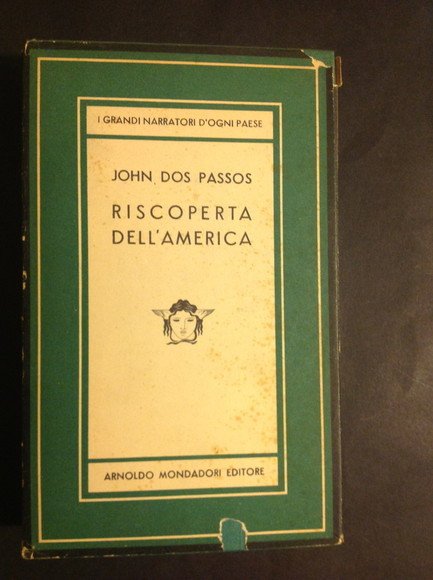 I GRANDI NARRATORI D'OGNI PAESE
JOHN DOS PASSOS
RISCOPERTA
DELL'AMERICA
ARNOLDO MONDADORI EDITORE